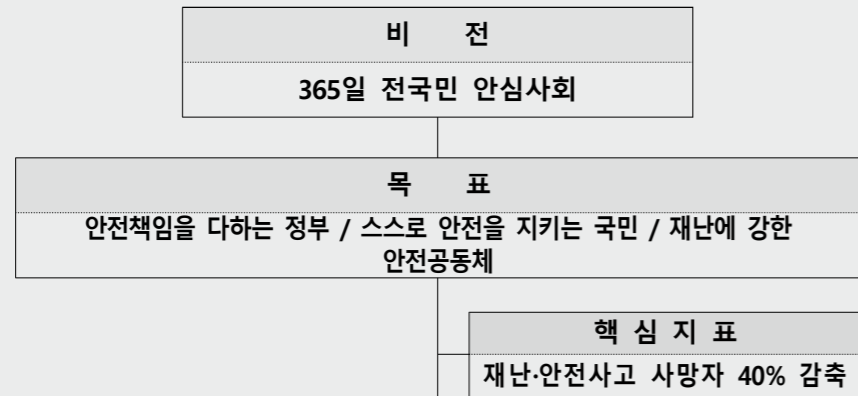 비 전
365일 전국민 안심사회
목 표
안전책임을 다하는 정부 / 스스로 안전을 지키는 국민 / 재난에 강한
안전공동체
핵 심 지 표
재난·안전사고 사망자 40% 감축